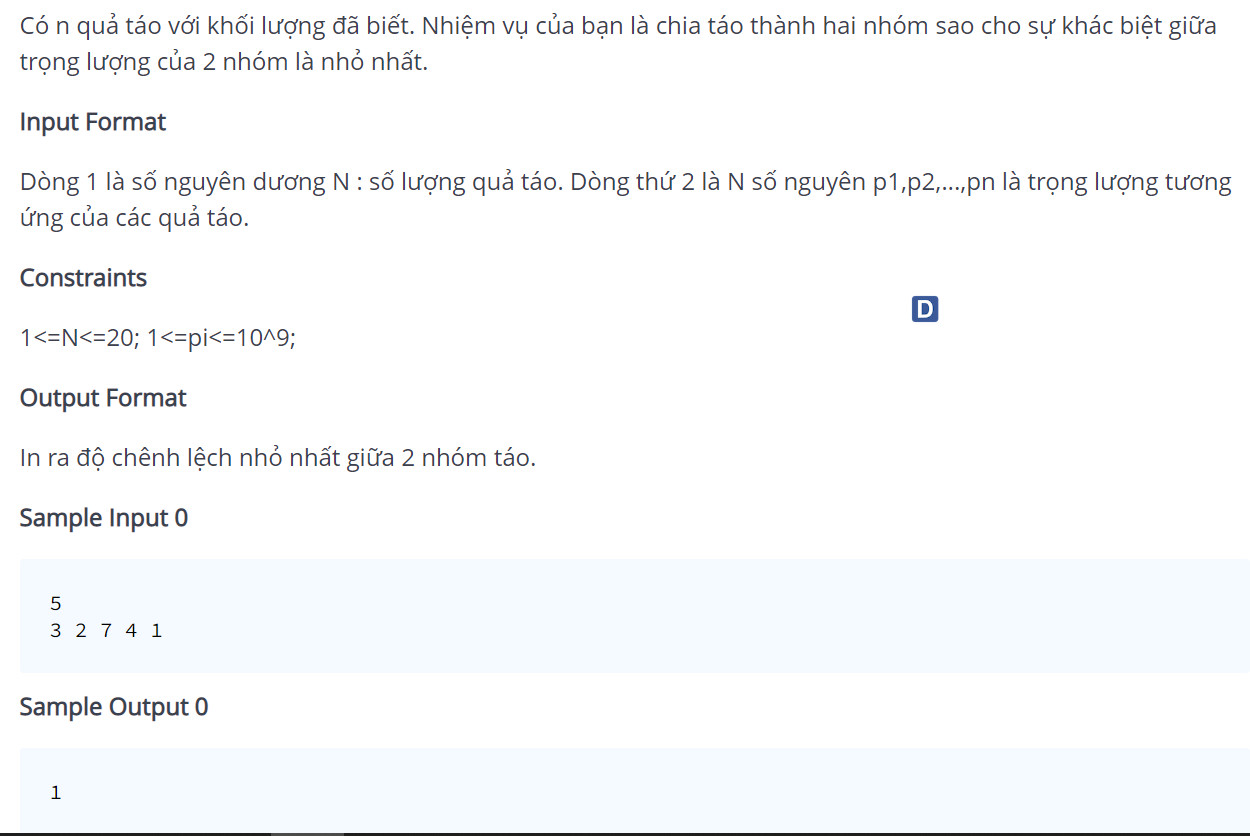 Có n quả táo với khối lượng đã biết. Nhiệm vụ của bạn là chia táo thành hai nhóm sao cho sự khác biệt giữa
trọng lượng của 2 nhóm là nhỏ nhất.
Input Format
Dòng 1 là số nguyên dương N : số lượng quả táo. Dòng thứ 2 là N số nguyên p1,p2,...,pn là trọng lượng tương
ứng của các quả táo.
Constraints
D
1<=N<=20; 1<=pi<=10^9;
Output Format
In ra độ chênh lệch nhỏ nhất giữa 2 nhóm táo.
Sample Input 0
5
3 2 7 4 1
Sample Output 0
1